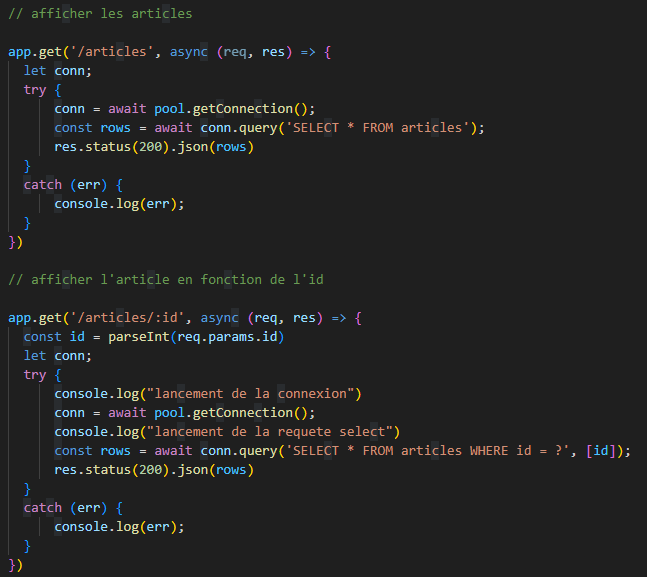 // afficher les articles
app.get('/articles', async (req, res) => {
let conn;
try {
conn = await pool.getConnection();
const rows = await conn.query('SELECT * FROM articles');
res.status(200).json(rows)
}
catch (err) {
console.log(err);
}
})
// afficher l'article en fonction de l'id
app.get('/articles/:id', async (req, res) => {
const id = parseInt(req.params.id)
let conn;
try {
console.log("lancement de la connexion")
conn = await pool.getConnection();
console.log("lancement de la requete select")
const rows = await conn.query('SELECT * FROM articles WHERE id = ?', [id]);
res.status(200).json(rows)
}
catch (err) {
console.log(err);
}
})